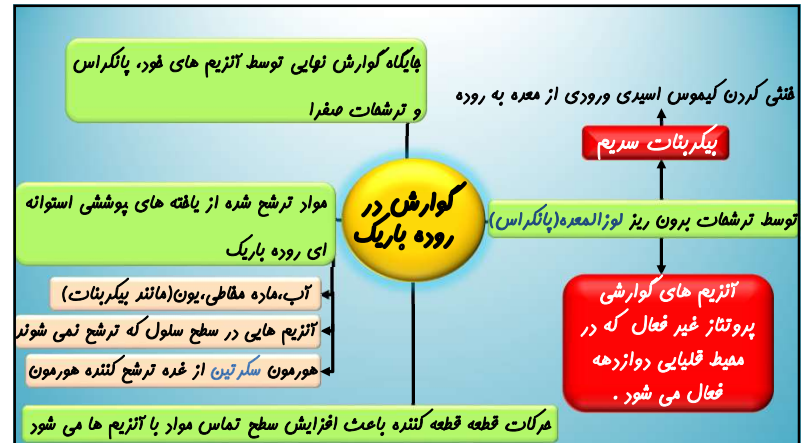 جایگاه گوارش نهایی توسط آنزیم های خود، پانکراس
و ترشحات صفرا
خنثی کردن کیموس اسیدی ورودی از معده به روده
بیکربنات سدیم
گوارش در
روده باریک
توسط ترشحات برون ریز لوزالمعده(پانکراس)
مواد ترشح شده از یافته های پوششی استوانه
ای روده باریک
آب،ماده مخاطی،یون(مانند بیکربنات)
آنزیم هایی در سطح سلول که ترشح نمی شوند
هورمون سکرتین از غده ترشح کننده هورمون
آنزیم های گوارشی
پروتئاز غیر فعال که در
محیط قلیایی دوازدهه
فعال می شود .
حرکات قطعه قطعه کننده باعث افزایش سطح تماس مواد با آنزیم ها می شود